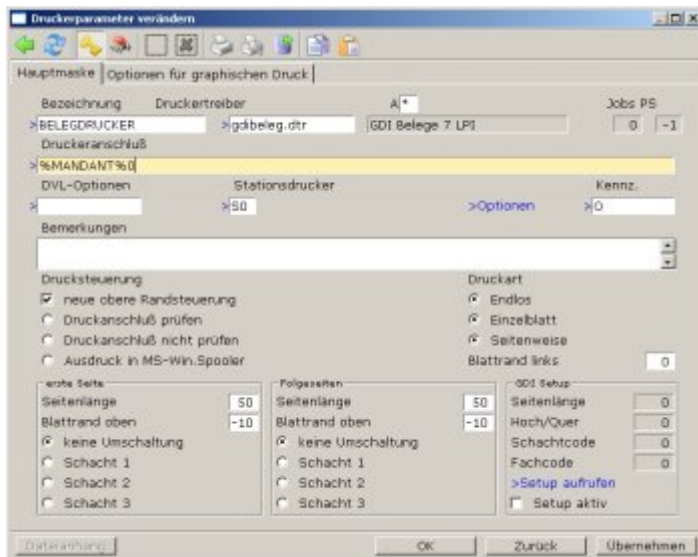 Druckerparameter verändern
Hauptmaske Optionen für graphischen Druck
Bezeichnung Druckertreiber A * Jobs PS
>BELEGDRUCKER >gdibeleg.dtr GDI Belege 7 LPI 0 -1
Druckeranschluß
>%MANDANT%0
DVL-Optionen Stationsdrucker Kennz.
> >S0 >Optionen >O
Bemerkungen
Drucksteuerung Druckart
neue obere Randsteuerung Endlos
Druckanschluß prüfen Einzelblatt
Druckanschluß nicht prüfen Seitenweise
Ausdruck in MS-Win.Spooler Blattrand links 0
erste Seite Folgeseiten GDI Setup
Seitenlänge 50 Seitenlänge 50 Seitenlänge 0
Blattrand oben -10 Blattrand oben -10 Hoch/Quer 0
keine Umschaltung keine Umschaltung Schachtcode 0
Schacht 1 Schacht 1 Fachcode 0
Schacht 2 Schacht 2 >Setup aufrufen
Schacht 3 Schacht 3 Setup aktiv
Dateianhang OK Zurück Übernehmen